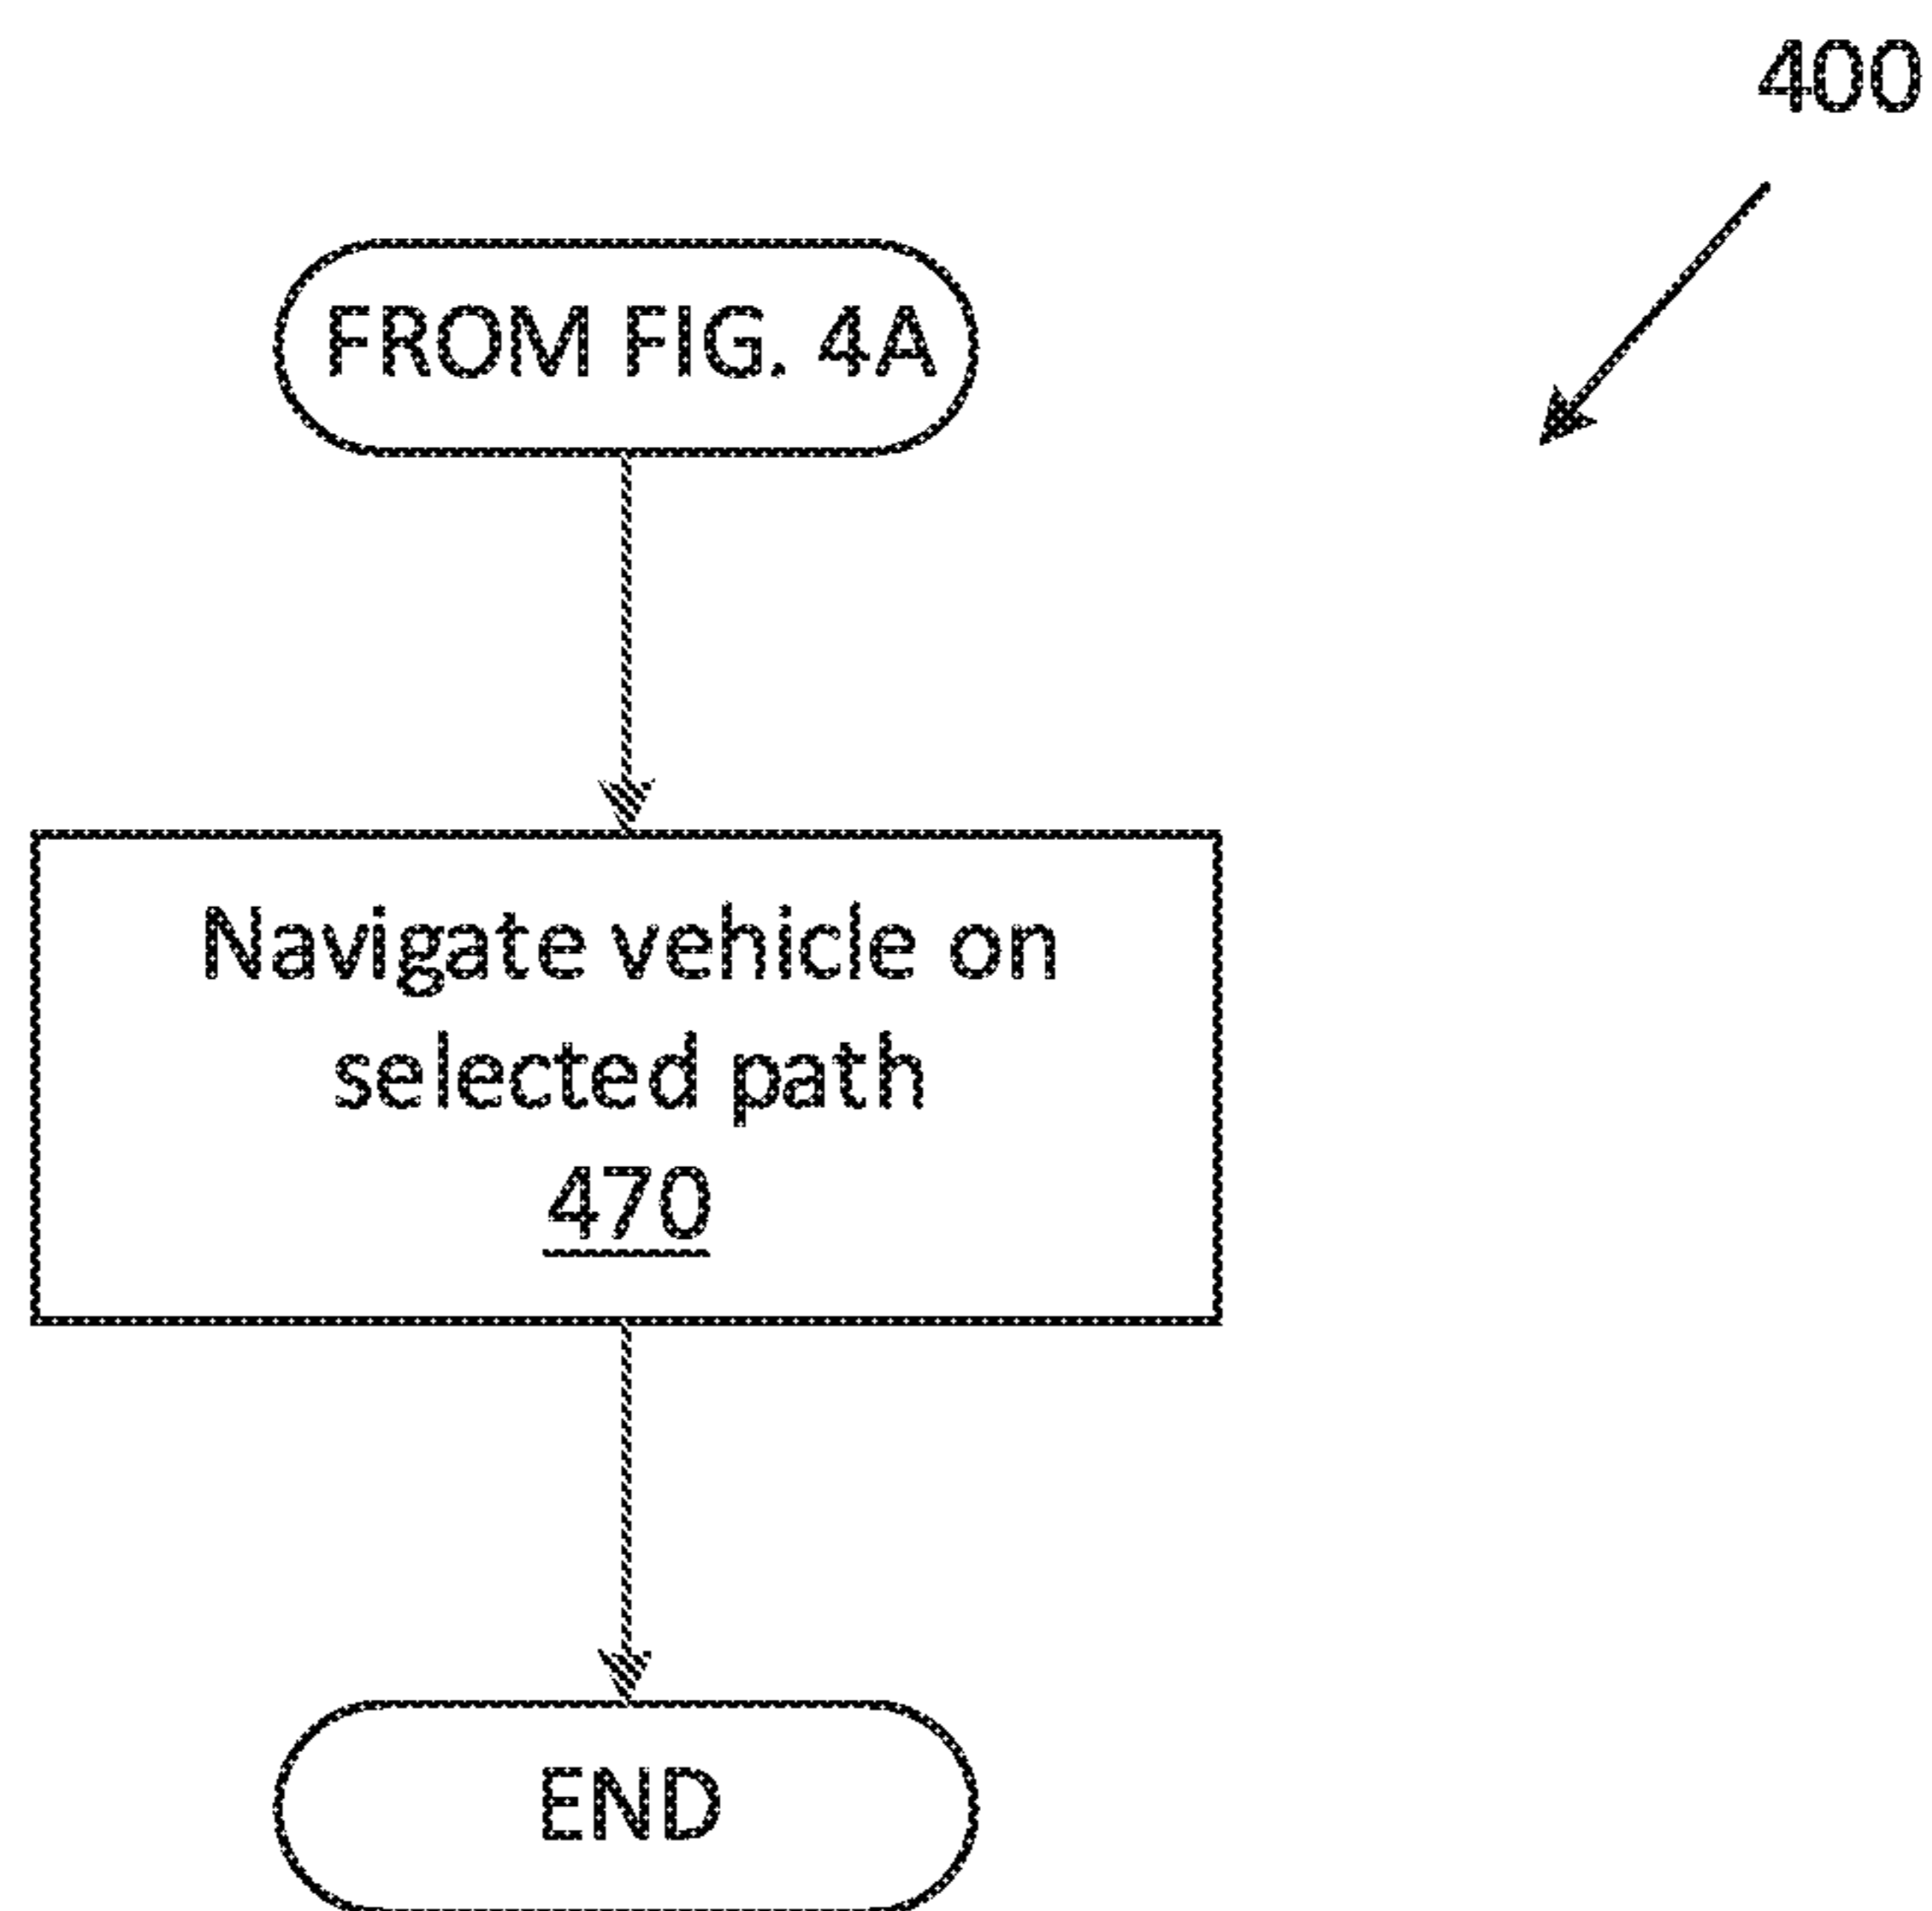 400
FROM FIG. 4A
Navigate vehicle on
selected path
470
END